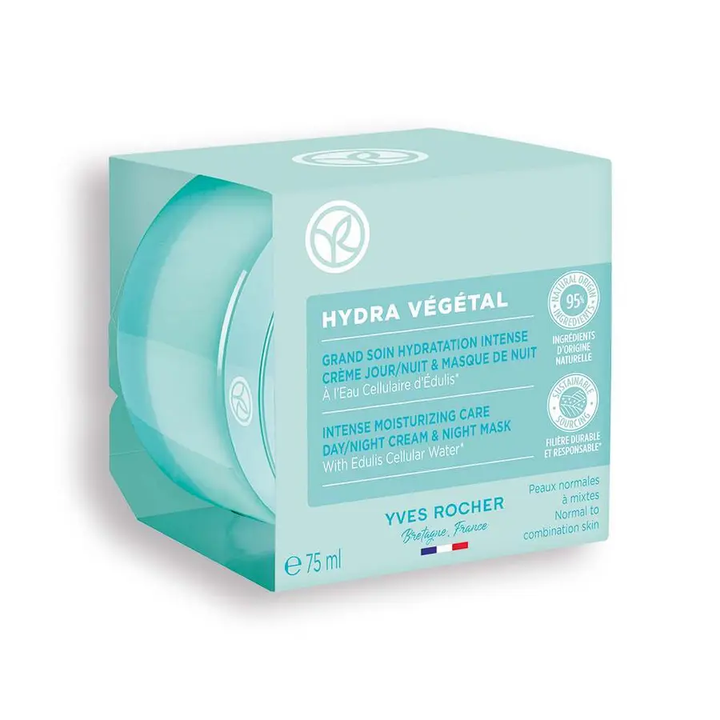 HYDRA VÉGÉTAL
GRAND SOIN HYDRATATION INTENSE
CRÈME JOUR/NUIT & MASQUE DE NUIT
À l'Eau Cellulaire d'Édulis*
INTENSE MOISTURIZING CARE
DAY/NIGHT CREAM & NIGHT MASK
With Edulis Cellular Water*
NATURAL ORIGIN
95%
INGREDIENTS
INGRÉDIENTS
D'ORIGINE
NATURELLE
SUSTAINABLE
SOURCING
FILIÈRE DURABLE
ET RESPONSABLE*
YVES ROCHER
Bretagne, France
Peaux normales
à mixtes
Normal to
combination skin
e 75 ml